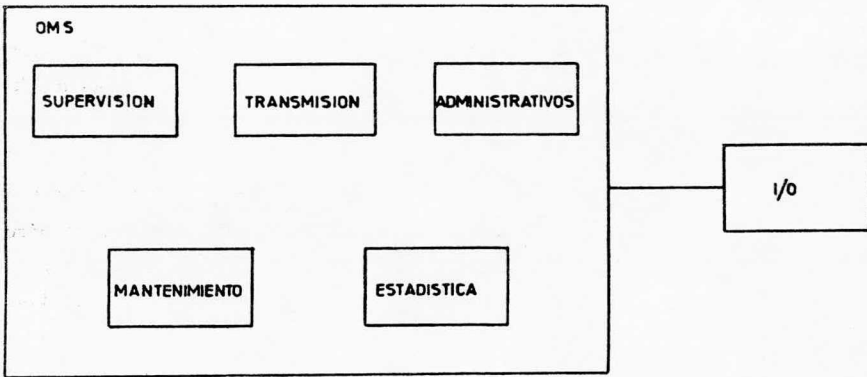 OMS
SUPERVISION
TRANSMISION
ADMINISTRATIVOS
I/O
MANTENIMIENTO
ESTADISTICA